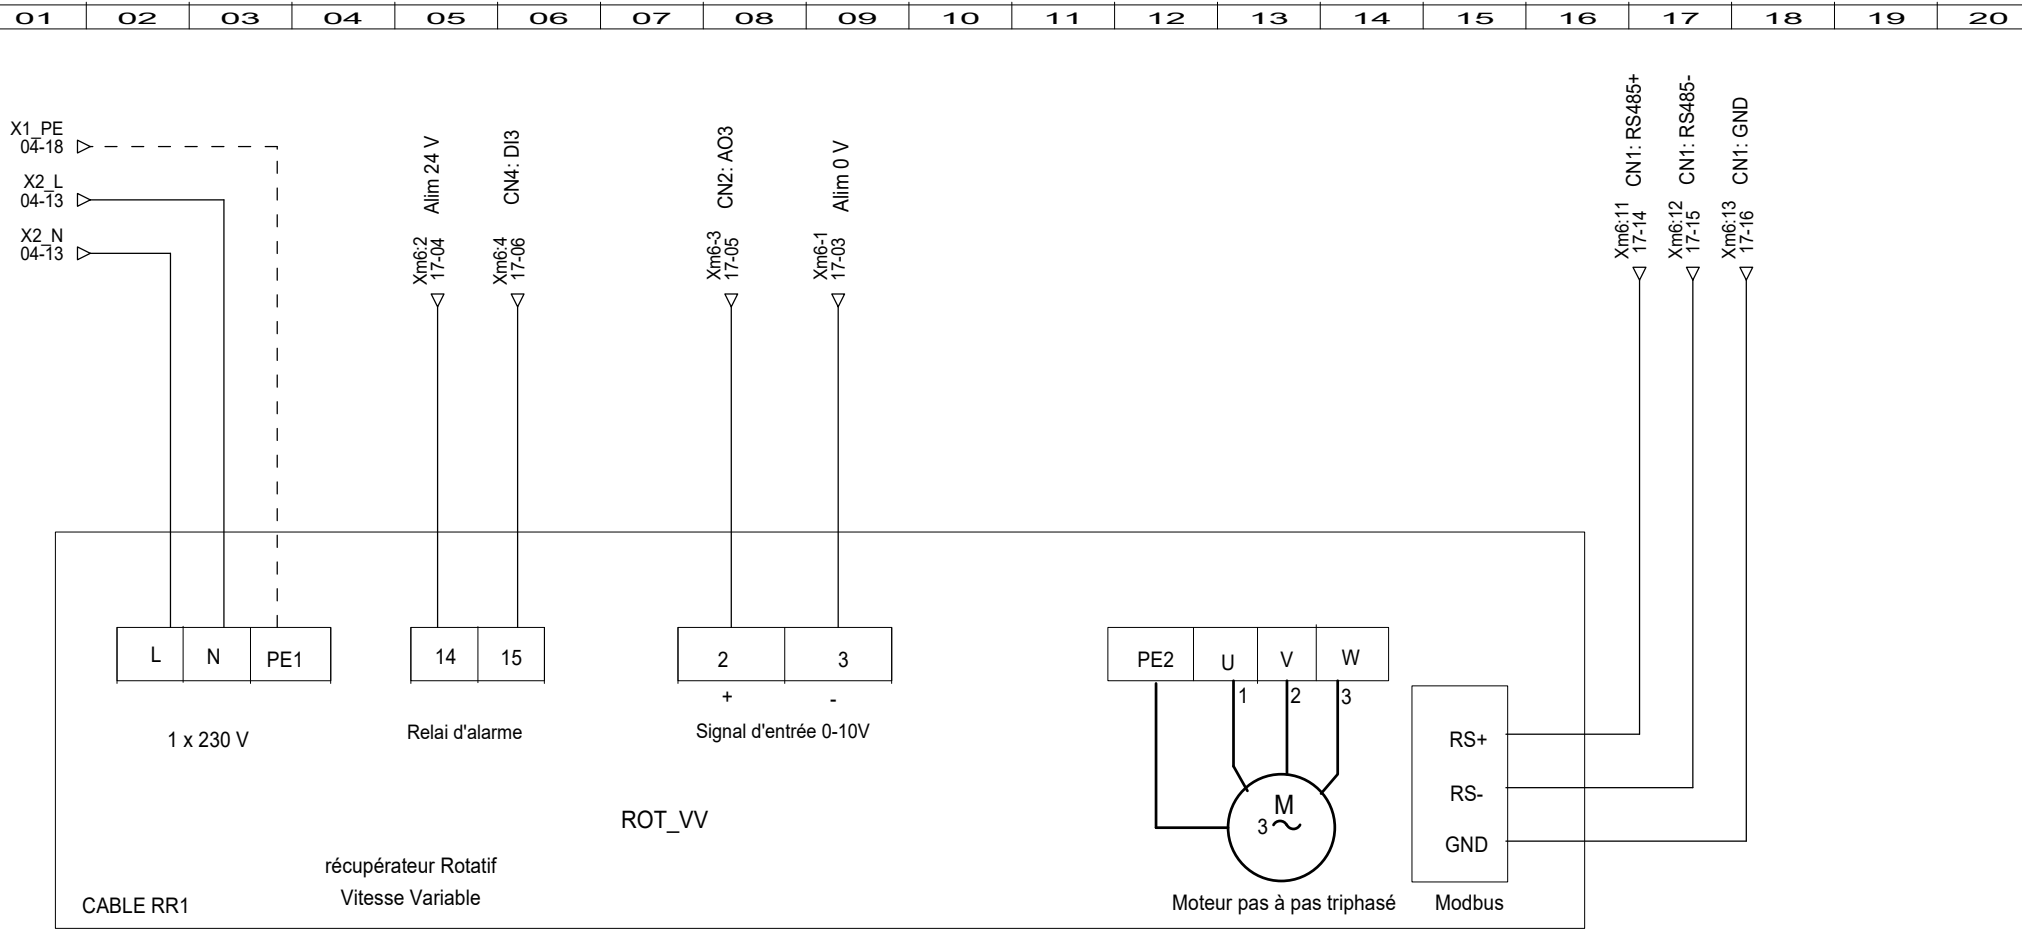 01 02 03 04 05 06 07 08 09 10 11 12 13 14 15 16 17 18 19 20
X1_PE
04-18
X2_L
04-13
X2_N
04-13
Alim 24 V
Xm6:2
17-04
CN4: DI3
Xm6:4
17-06
CN2: AO3
Xm6-3
17-05
Alim 0 V
Xm6-1
17-03
CN1: RS485+
Xm6:11
17-14
CN1: RS485-
Xm6:12
17-15
CN1: GND
Xm6:13
17-16
L N PE1
1 x 230 V
14 15
Relai d'alarme
2 3
+ -
Signal d'entrée 0-10V
PE2 U V W
1 2 3
M
3
Moteur pas à pas triphasé
RS+
RS-
GND
Modbus
ROT_VV
récupérateur Rotatif
Vitesse Variable
CABLE RR1